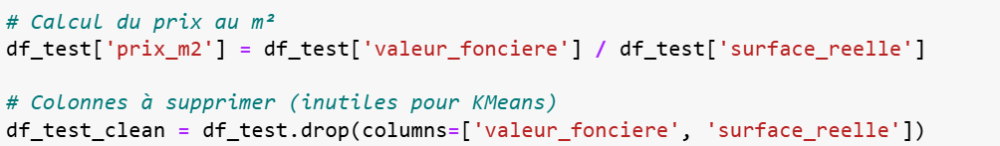 # Calcul du prix au m²
df_test['prix_m2'] = df_test['valeur_fonciere'] / df_test['surface_reelle']
# Colonnes à supprimer (inutiles pour KMeans)
df_test_clean = df_test.drop(columns=['valeur_fonciere', 'surface_reelle'])